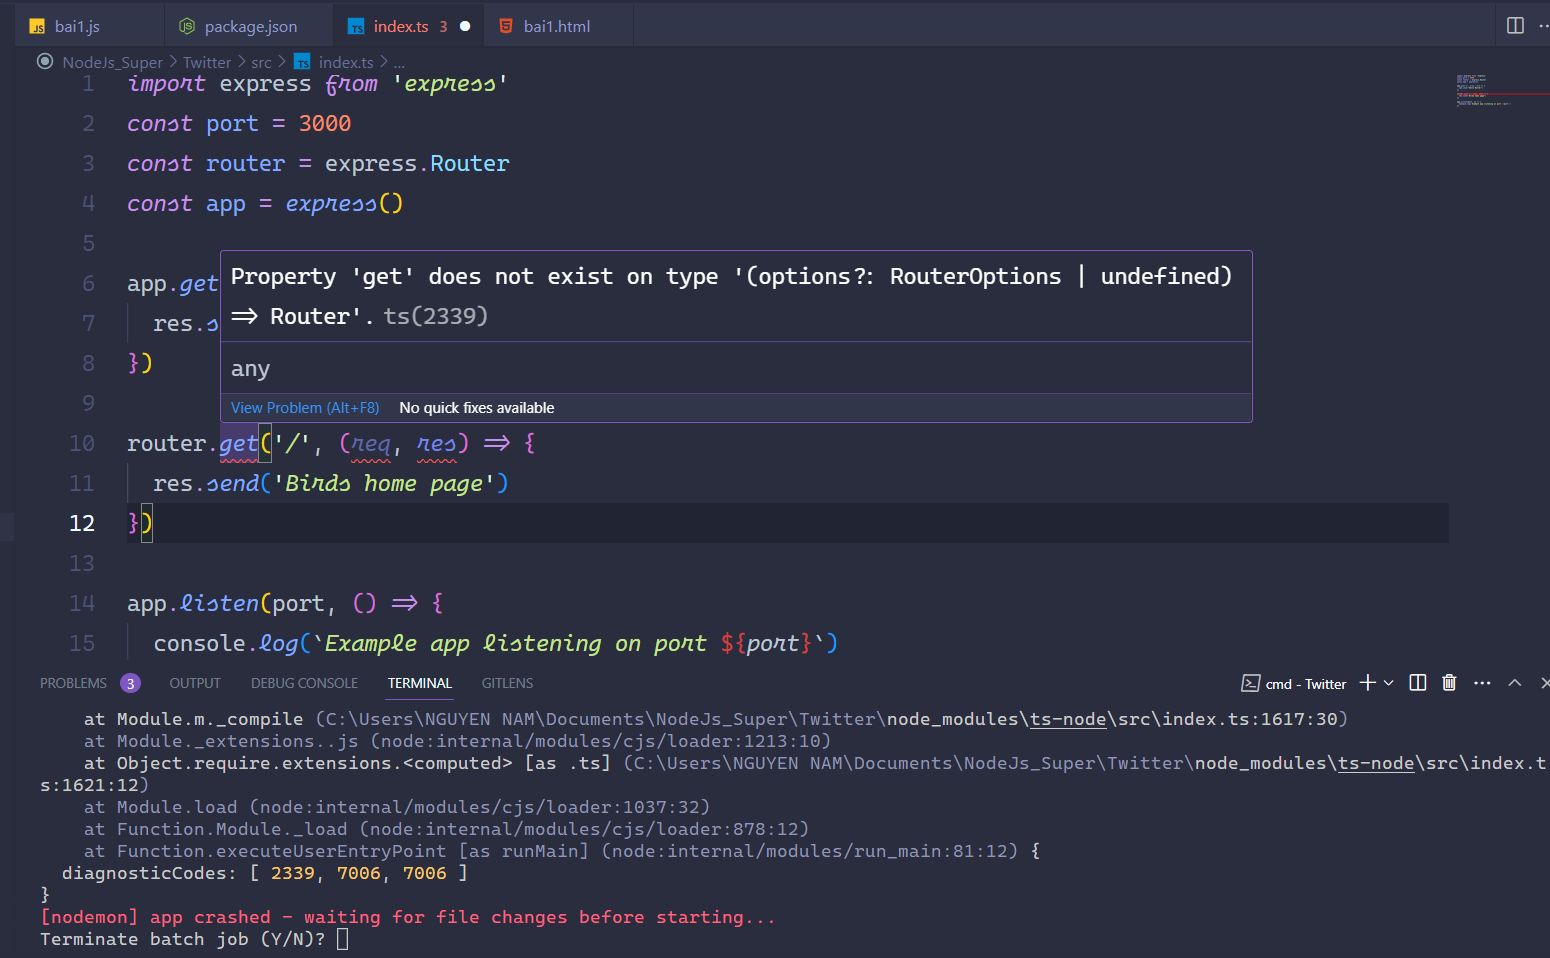 bai1.js package.json index.ts 3 bai1.html
NodeJs_Super > Twitter > src > index.ts > ...
1 import express from 'express'
2 const port = 3000
3 const router = express.Router
4 const app = express()
5
6 app.get
7 res.s
8 })
9
Property 'get' does not exist on type '(options?: RouterOptions | undefined)
=> Router'. ts(2339)
any
View Problem (Alt+F8) No quick fixes available
10 router.get('/', (req, res) => {
11 res.send('Birds home page')
12 })
13
14 app.listen(port, () => {
15 console.log(`Example app listening on port ${port}`)
PROBLEMS 3 OUTPUT DEBUG CONSOLE TERMINAL GITLENS cmd - Twitter
at Module.m._compile (C:\Users\NGUYEN NAM\Documents\NodeJs_Super\Twitter\node_modules\ts-node\src\index.ts:1617:30)
at Module._extensions..js (node:internal/modules/cjs/loader:1213:10)
at Object.require.extensions.<computed> [as .ts] (C:\Users\NGUYEN NAM\Documents\NodeJs_Super\Twitter\node_modules\ts-node\src\index.t
s:1621:12)
at Module.load (node:internal/modules/cjs/loader:1037:32)
at Function.Module._load (node:internal/modules/cjs/loader:878:12)
at Function.executeUserEntryPoint [as runMain] (node:internal/modules/run_main:81:12) {
diagnosticCodes: [ 2339, 7006, 7006 ]
}
[nodemon] app crashed - waiting for file changes before starting...
Terminate batch job (Y/N)?